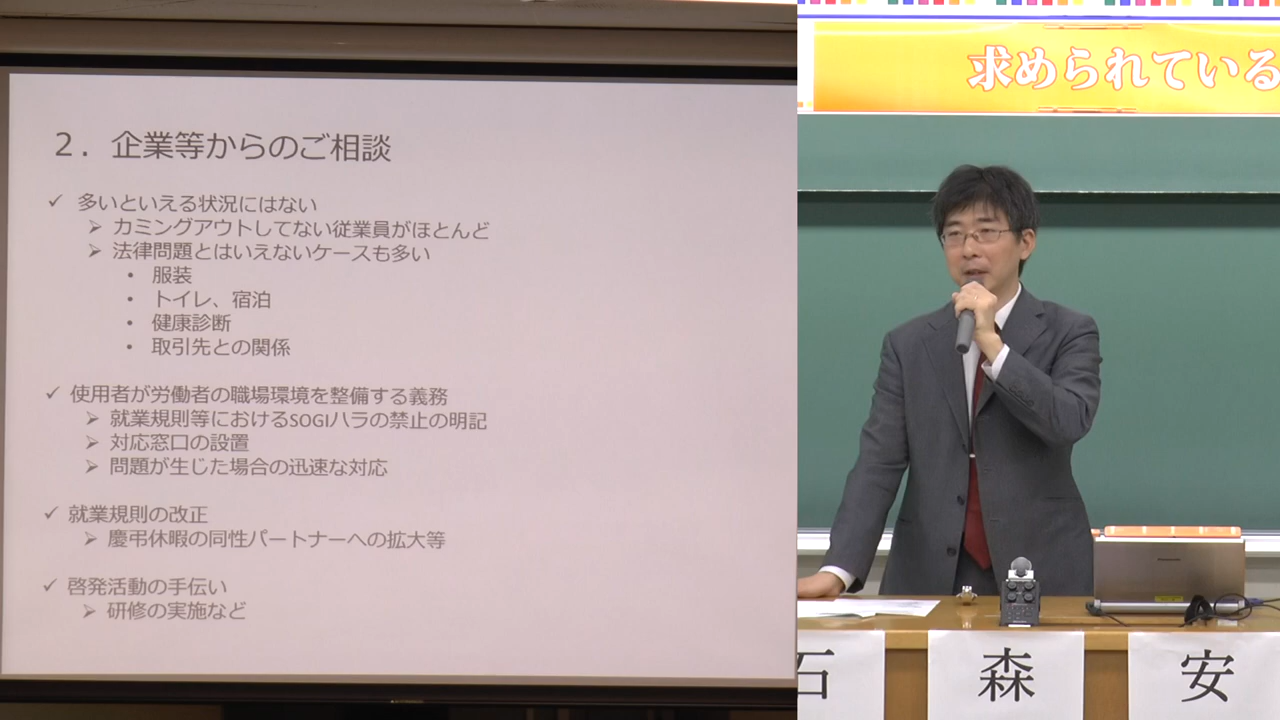 2．企業等からのご相談
✓ 多いといえる状況にはない
➢ カミングアウトしてない従業員がほとんど
➢ 法律問題とはいえないケースも多い
• 服装
• トイレ、宿泊
• 健康診断
• 取引先との関係
✓ 使用者が労働者の職場環境を整備する義務
➢ 就業規則等におけるSOGIハラの禁止の明記
➢ 対応窓口の設置
➢ 問題が生じた場合の迅速な対応
✓ 就業規則の改正
➢ 慶弔休暇の同性パートナーへの拡大等
✓ 啓発活動の手伝い
➢ 研修の実施など
求められている
石
森
安